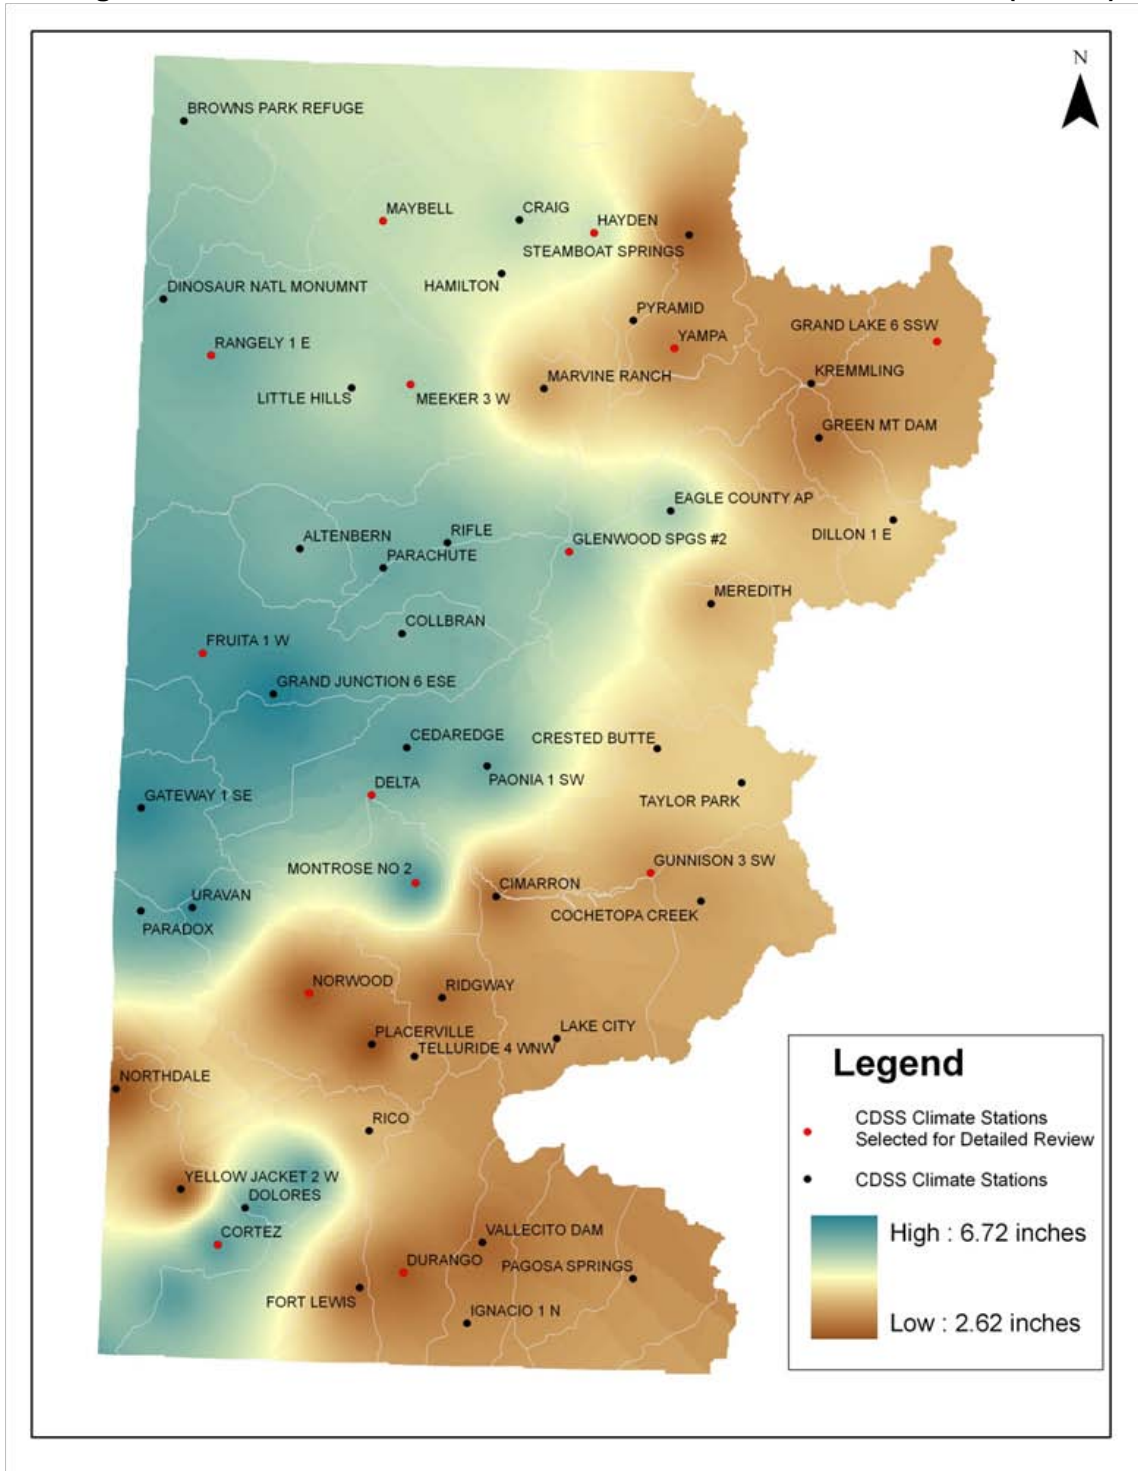 N
BROWNS PARK REFUGE
MAYBELL
CRAIG
HAYDEN
STEAMBOAT SPRINGS
HAMILTON
DINOSAUR NATL MONUMNT
PYRAMID
GRAND LAKE 6 SSW
YAMPA
RANGELY 1 E
KREMMLING
MARVINE RANCH
LITTLE HILLS
MEEKER 3 W
GREEN MT DAM
EAGLE COUNTY AP
RIFLE
ALTENBERN
DILLON 1 E
GLENWOOD SPGS #2
PARACHUTE
MEREDITH
COLLBRAN
FRUITA 1 W
GRAND JUNCTION 6 ESE
CEDAREDGE
CRESTED BUTTE
PAONIA 1 SW
DELTA
GATEWAY 1 SE
TAYLOR PARK
GUNNISON 3 SW
MONTROSE NO 2
CIMARRON
URAVAN
COCHETOPA CREEK
PARADOX
NORWOOD
RIDGWAY
LAKE CITY
PLACERVILLE
TELLURIDE 4 WNW
NORTHDALE
RICO
YELLOW JACKET 2 W
DOLORES
CORTEZ
VALLECITO DAM
DURANGO
PAGOSA SPRINGS
FORT LEWIS
IGNACIO 1 N
Legend
CDSS Climate Stations
Selected for Detailed Review
CDSS Climate Stations
High : 6.72 inches
Low : 2.62 inches